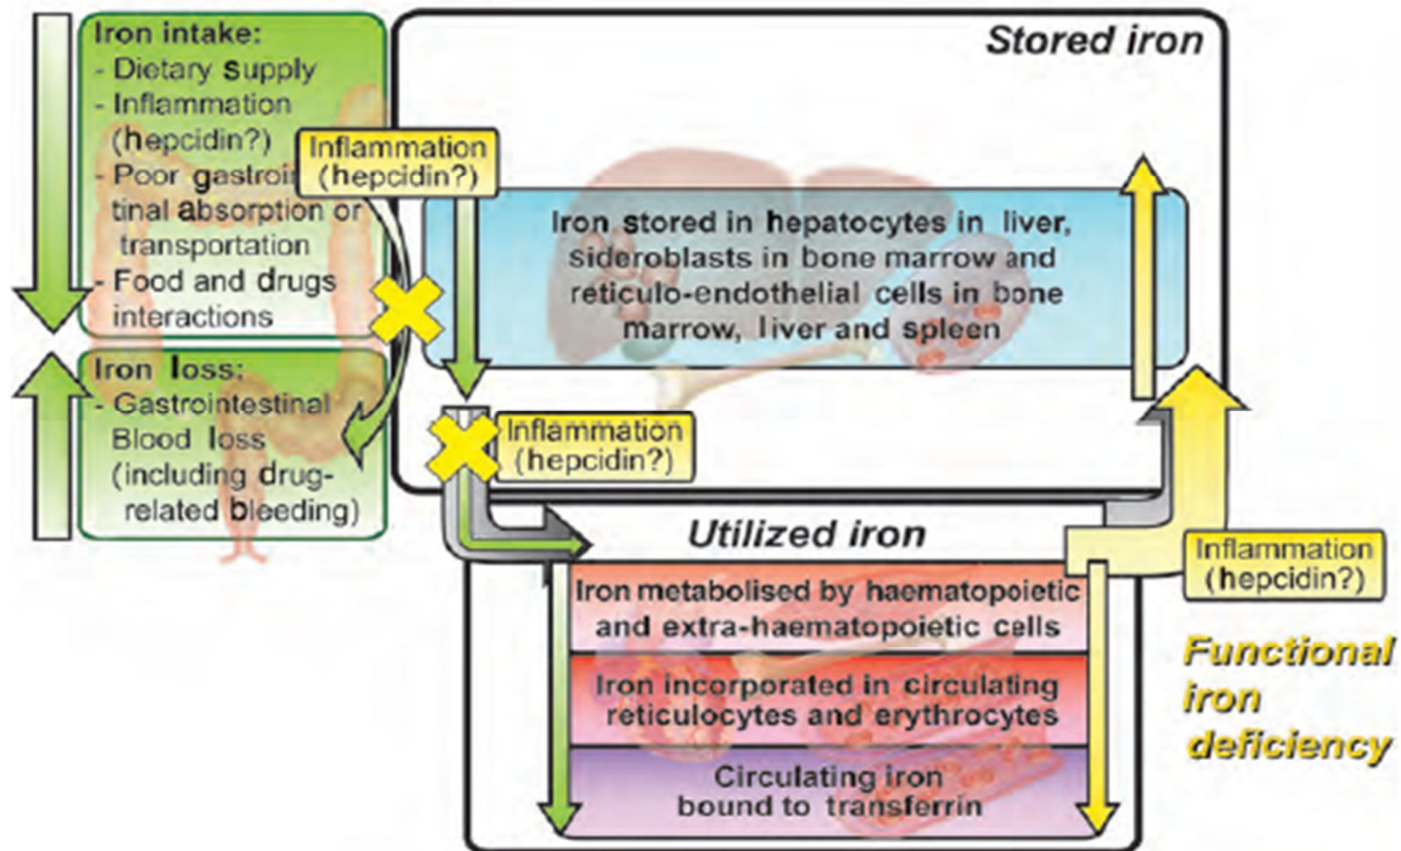 Iron intake:
- Dietary supply
- Inflammation
(hepcidin?)
- Poor gastroin
tinal absorption or
transportation
- Food and drugs
interactions
Iron loss:
- Gastrointestinal
Blood loss
(including drug-
related bleeding)
Inflammation
(hepcidin?)
Stored iron
Iron stored in hepatocytes in liver,
sideroblasts in bone marrow and
reticulo-endothelial cells in bone
marrow, liver and spleen
Inflammation
(hepcidin?)
Utilized iron
Iron metabolised by haematopoietic
and extra-haematopoietic cells
Iron incorporated in circulating
reticulocytes and erythrocytes
Circulating iron
bound to transferrin
Inflammation
(hepcidin?)
Functional
iron
deficiency